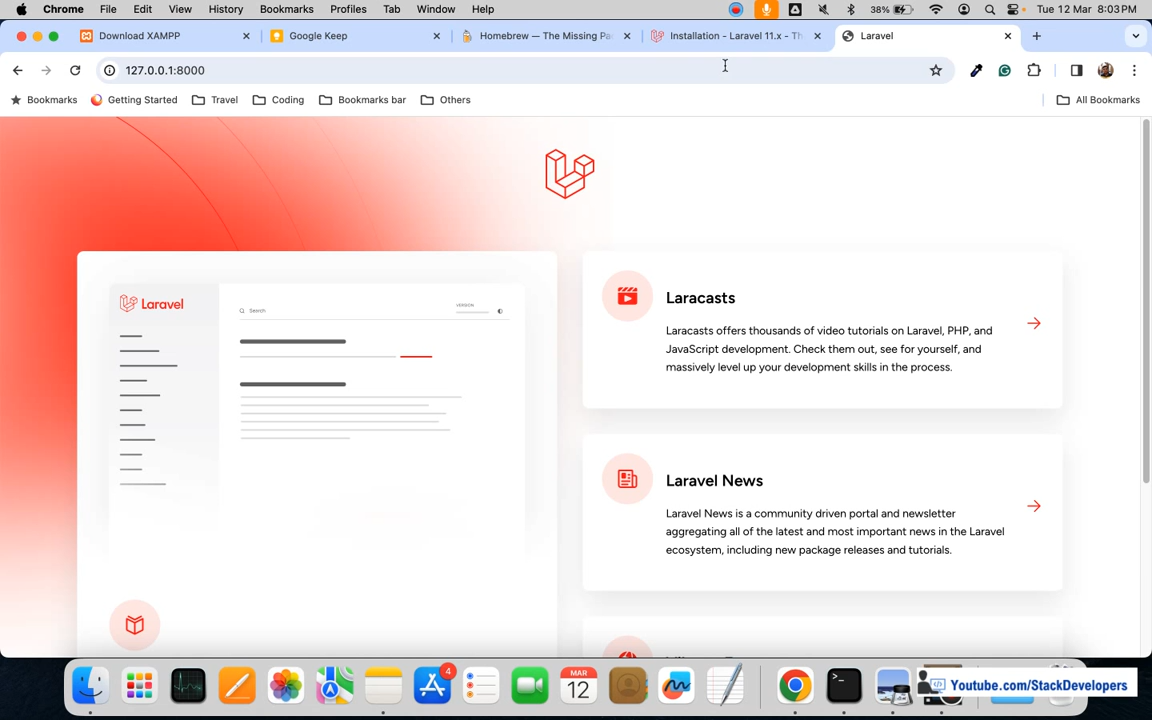 Chrome File Edit View History Bookmarks Profiles Tab Window Help 38% Tue 12 Mar 8:03PM
Download XAMPP Google Keep Homebrew — The Missing Pa Installation - Laravel 11.x - Th Laravel
127.0.0.1:8000
Bookmarks Getting Started Travel Coding Bookmarks bar Others All Bookmarks
Laravel
Search
VERSION
Laracasts
Laracasts offers thousands of video tutorials on Laravel, PHP, and
JavaScript development. Check them out, see for yourself, and
massively level up your development skills in the process.
Laravel News
Laravel News is a community driven portal and newsletter
aggregating all of the latest and most important news in the Laravel
ecosystem, including new package releases and tutorials.
4
MAR
12
Youtube.com/StackDevelopers